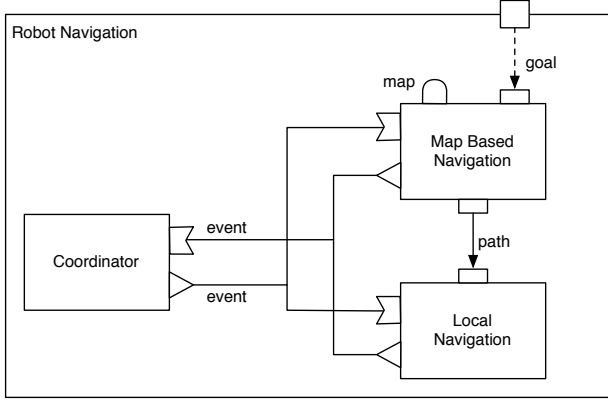 Robot Navigation
goal
map
Map Based
Navigation
event
path
Coordinator
event
Local
Navigation